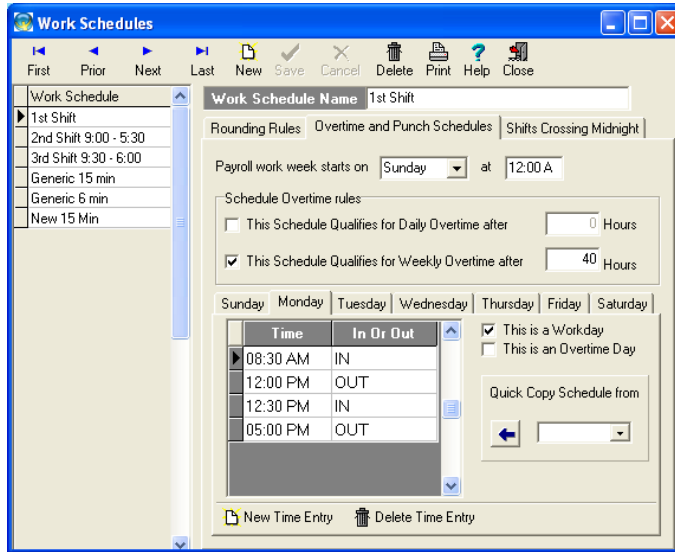 Work Schedules
First Prior Next Last New Save Cancel Delete Print Help Close
Work Schedule
1st Shift
2nd Shift 9:00 - 5:30
3rd Shift 9:30 - 6:00
Generic 15 min
Generic 6 min
New 15 Min
Work Schedule Name 1st Shift
Rounding Rules Overtime and Punch Schedules Shifts Crossing Midnight
Payroll work week starts on Sunday at 12:00 A
Schedule Overtime rules
This Schedule Qualifies for Daily Overtime after 0 Hours
This Schedule Qualifies for Weekly Overtime after 40 Hours
Sunday Monday Tuesday Wednesday Thursday Friday Saturday
Time In Or Out
08:30 AM IN
12:00 PM OUT
12:30 PM IN
05:00 PM OUT
This is a Workday
This is an Overtime Day
Quick Copy Schedule from
New Time Entry Delete Time Entry